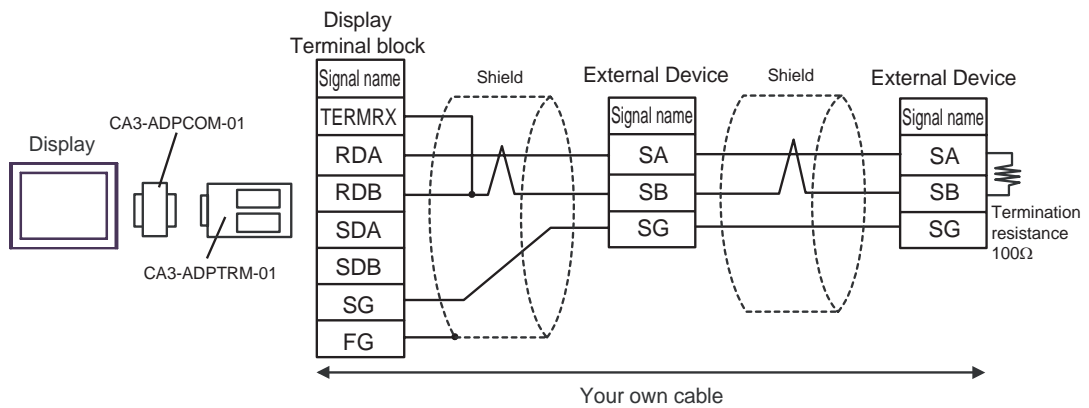 Display
CA3-ADPCOM-01
CA3-ADPTRM-01
Display
Terminal block
Signal name
TERMRX
RDA
RDB
SDA
SDB
SG
FG
Shield
External Device
Signal name
SA
SB
SG
Shield
External Device
Signal name
SA
SB
SG
Termination
resistance
100Ω
Your own cable